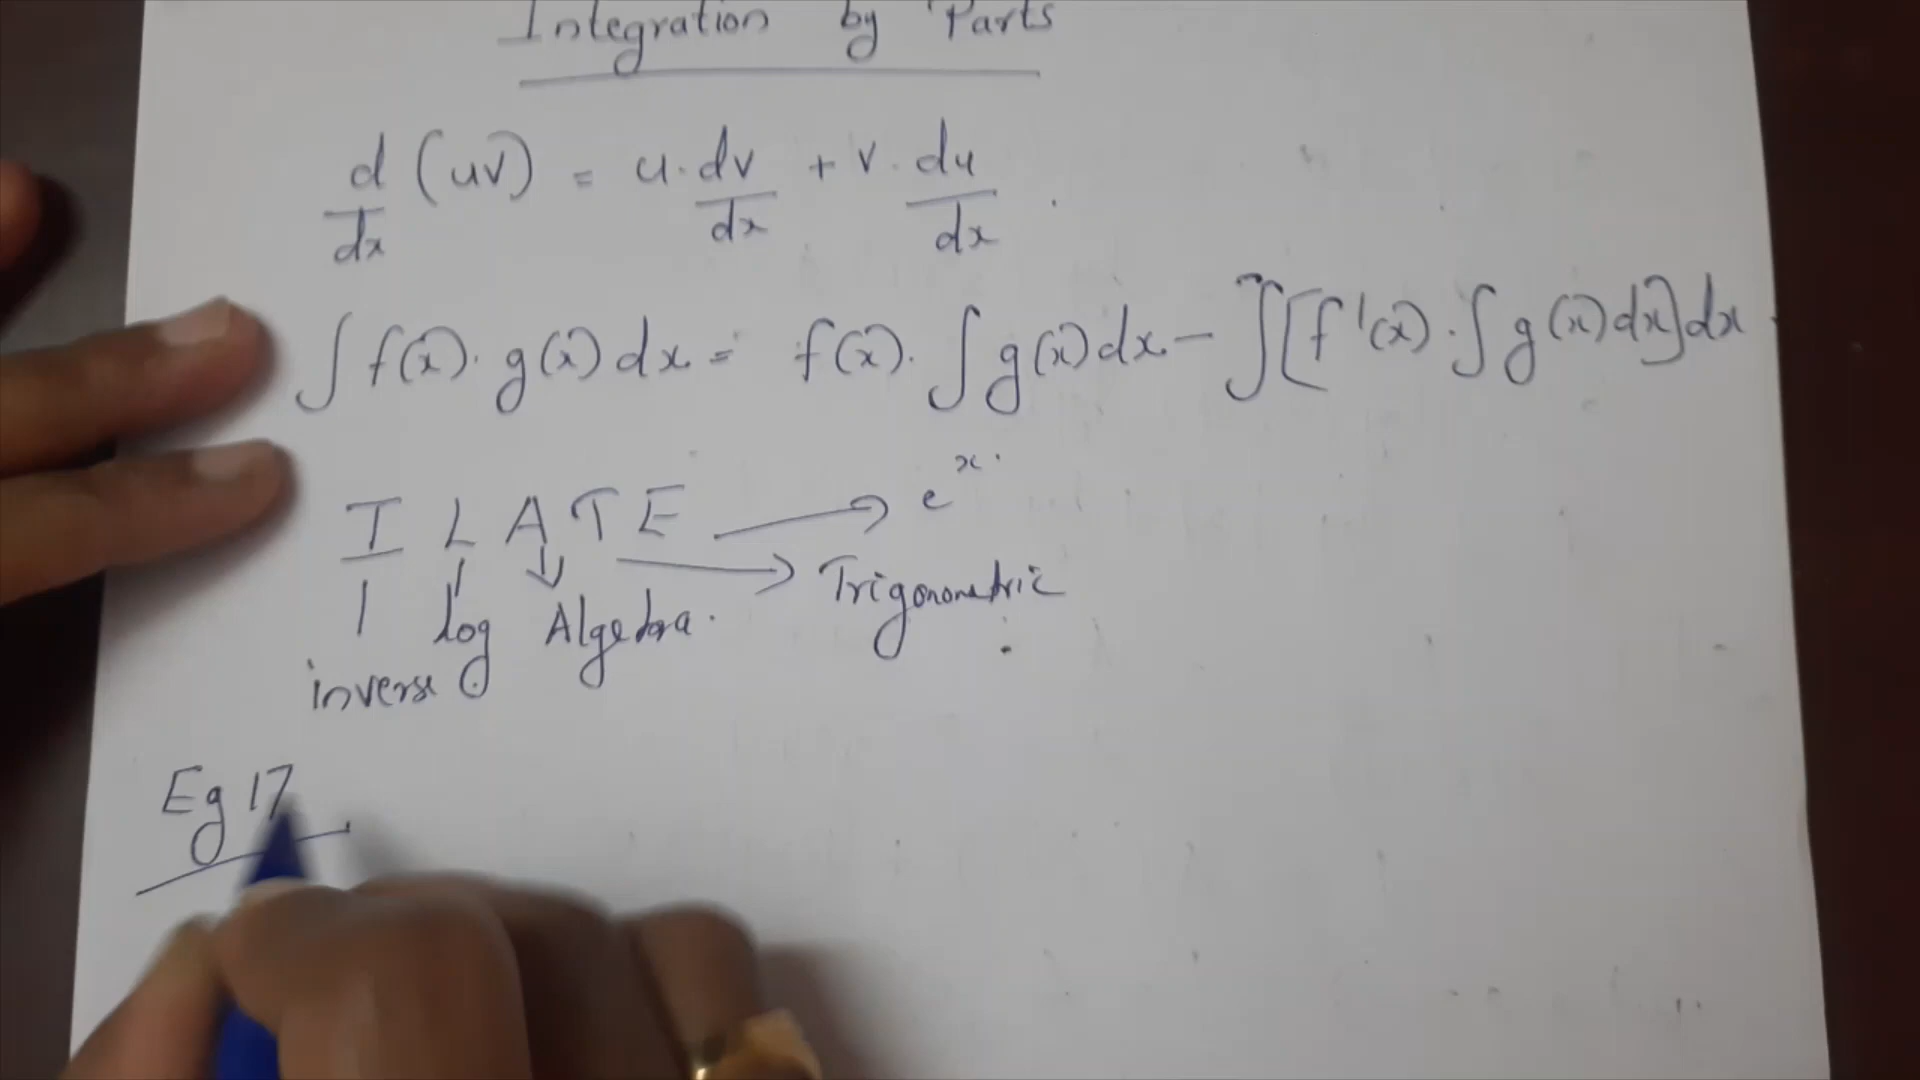 Integration by Parts
d/dx (uv) = u. dv/dx + v. du/dx .
∫ f(x). g(x) dx = f(x). ∫ g(x) dx - ∫ [f'(x). ∫ g(x) dx] dx
I L A T E → e^x.
inverse log Algebra. Trigonometric
Eg 17